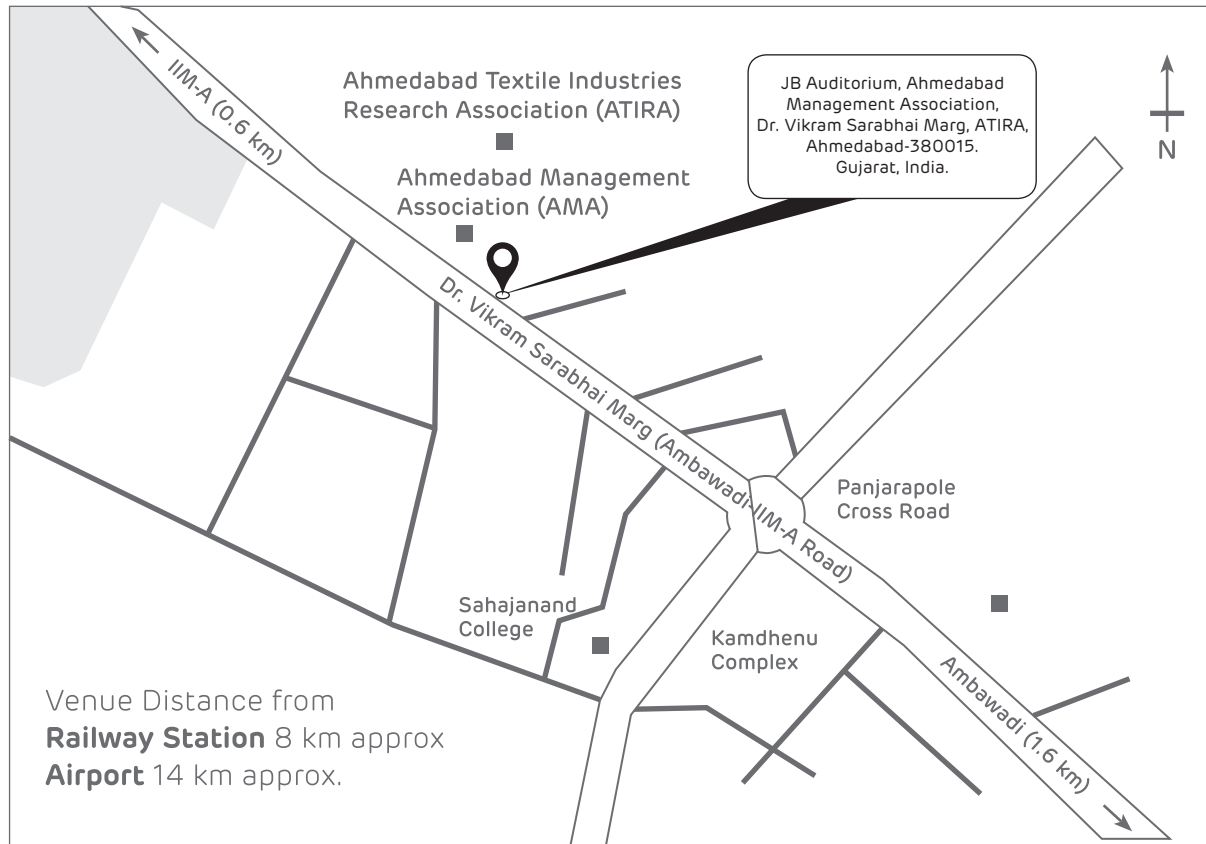 IIM-A (0.6 km)
Ahmedabad Textile Industries
Research Association (ATIRA)
JB Auditorium, Ahmedabad
Management Association,
Dr. Vikram Sarabhai Marg, ATIRA,
Ahmedabad-380015.
Gujarat, India.
N
Ahmedabad Management
Association (AMA)
Dr. Vikram Sarabhai Marg (Ambawadi-IIM-A Road)
Panjarapole
Cross Road
Sahajanand
College
Kamdhenu
Complex
Ambawadi (1.6 km)
Venue Distance from
Railway Station 8 km approx
Airport 14 km approx.